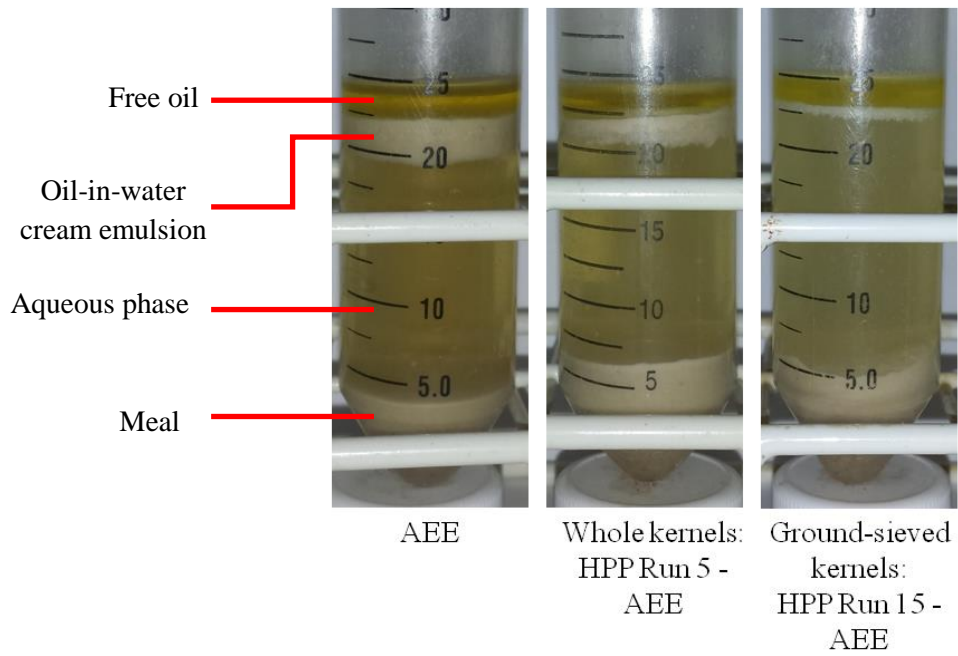 Free oil
Oil-in-water
cream emulsion
Aqueous phase
Meal
25
20
10
5.0
25
20
15
10
5
25
20
10
5.0
AEE
Whole kernels:
HPP Run 5 -
AEE
Ground-sieved
kernels:
HPP Run 15 -
AEE